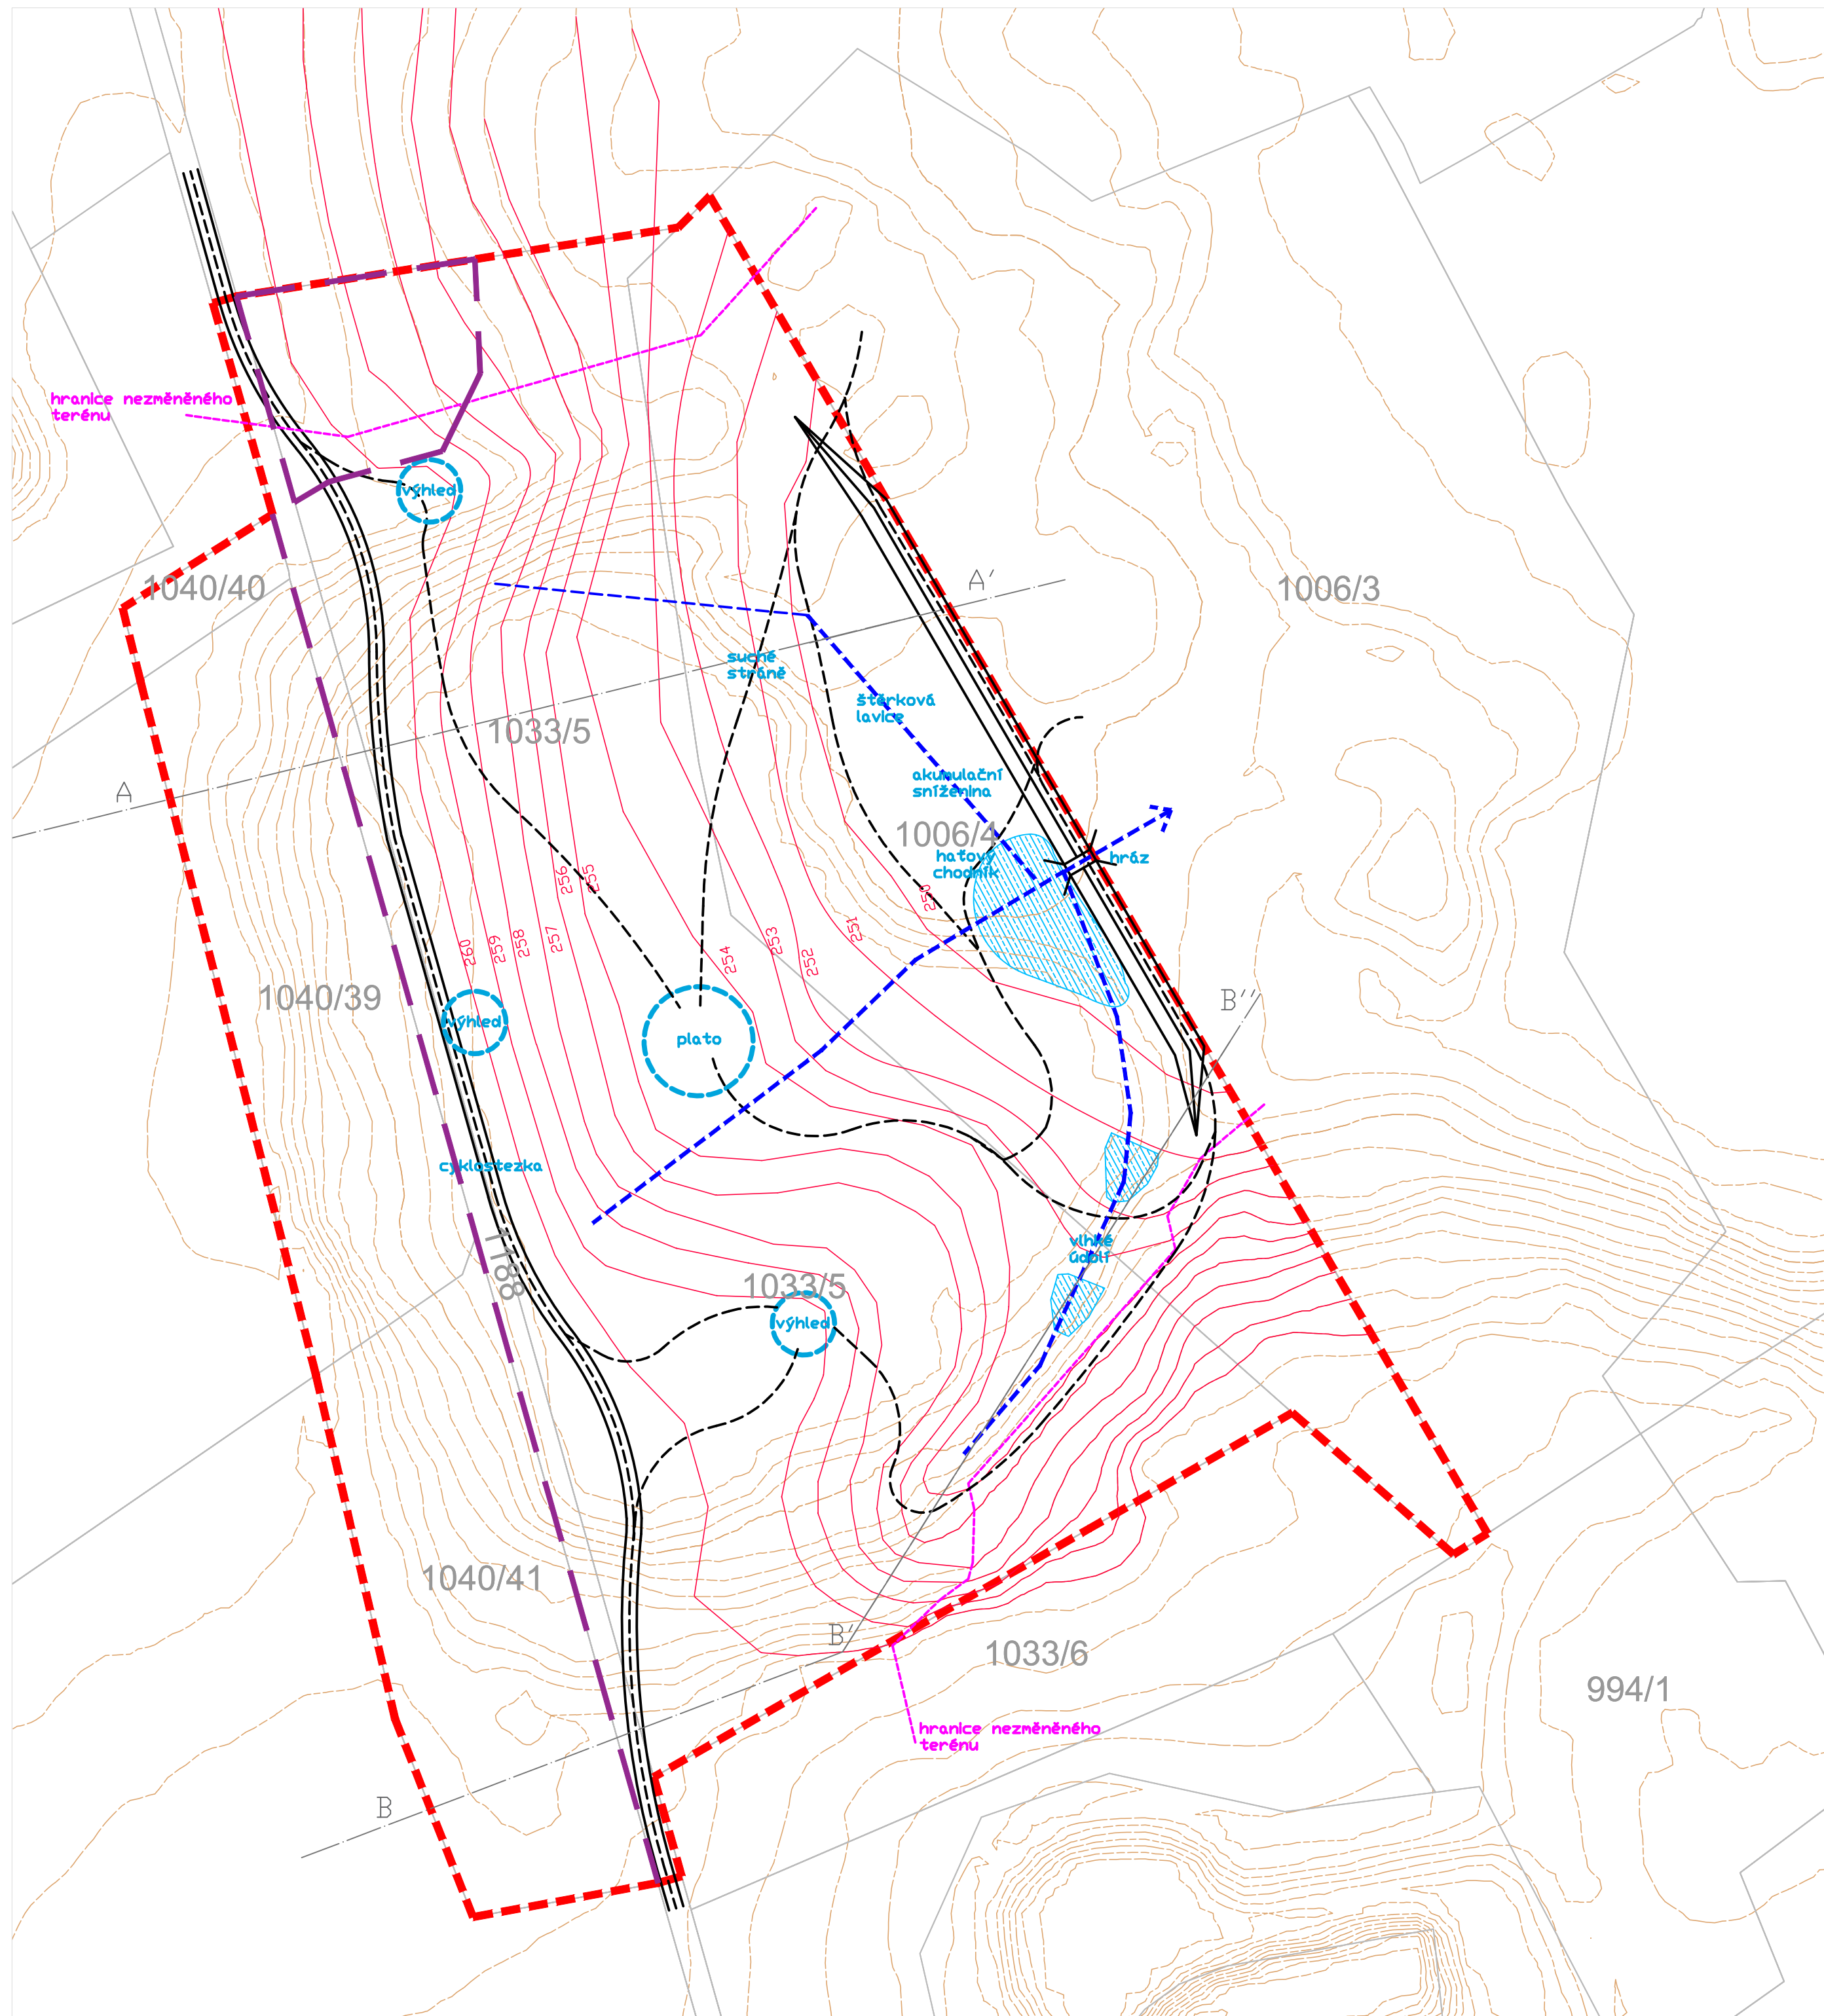 hranice nezměněného
terénu
výhled
1040/40
A'
1006/3
suché
stráně
štěrková
lavice
1033/5
akumulační
sníženina
A
1006/4
haťový
chodník
hráz
256
255
250
251
260
259
258
257
254
253
252
1040/39
B''
výhled
plato
cyklostezka
vlhké
údolí
1188
1033/5
výhled
1040/41
B'
1033/6
994/1
hranice nezměněného
terénu
B